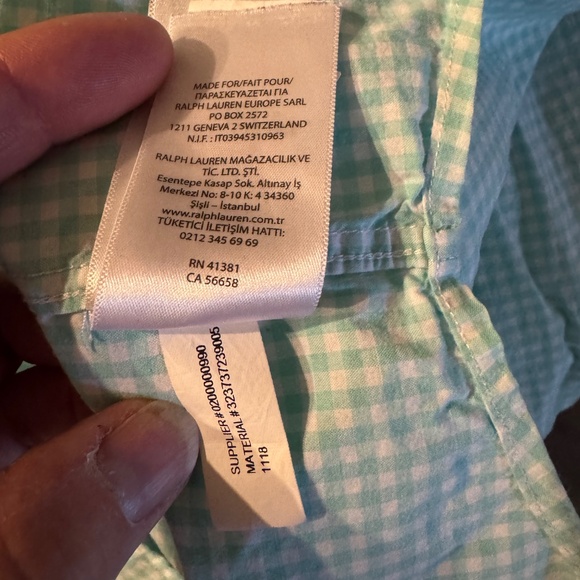 MADE FOR/FAIT POUR/
ΠΑΡΑΣΚΕΥΑΖΕΤΑΙ ΓΙΑ
RALPH LAUREN EUROPE SARL
PO BOX 2572
1211 GENEVA 2 SWITZERLAND
N.I.F.: IT03945310963
RALPH LAUREN MAĞAZACILIK VE
TİC. LTD. ŞTİ.
Esentepe Kasap Sok. Altınay İş
Merkezi No: 8-10 K: 4 34360
Şişli – İstanbul
www.ralphlauren.com.tr
TÜKETİCİ İLETİŞİM HATTI:
0212 345 69 69
RN 41381
CA 56658
SUPPLIER# 0200000990
MATERIAL # 323737239005
1118